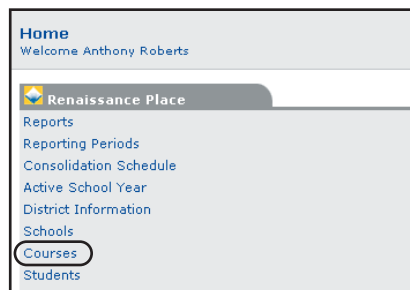 Home
Welcome Anthony Roberts
Renaissance Place
Reports
Reporting Periods
Consolidation Schedule
Active School Year
District Information
Schools
Courses
Students